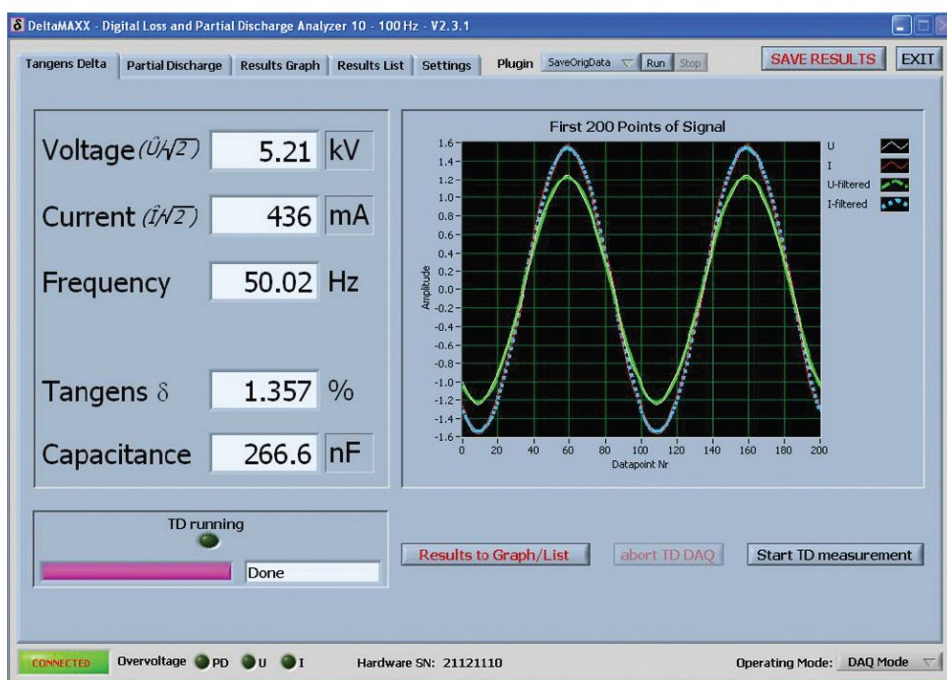 δ DeltaMAXX - Digital Loss and Partial Discharge Analyzer 10 - 100 Hz - V2.3.1
Tangens Delta Partial Discharge Results Graph Results List Settings Plugin SaveOrigData Run Stop SAVE RESULTS EXIT
Voltage (Û/√2) 5.21 kV
Current (Î/√2) 436 mA
Frequency 50.02 Hz
Tangens δ 1.357 %
Capacitance 266.6 nF
First 200 Points of Signal
Amplitude
1.6
1.4
1.2
1.0
0.8
0.6
0.4
0.2
0.0
-0.2
-0.4
-0.6
-0.8
-1.0
-1.2
-1.4
-1.6
0 20 40 60 80 100 120 140 160 180 200
Datapoint Nr
U
I
U-filtered
I-filtered
TD running
Done
Results to Graph/List abort TD DAQ Start TD measurement
CONNECTED Overvoltage PD U I Hardware SN: 21121110 Operating Mode: DAQ Mode